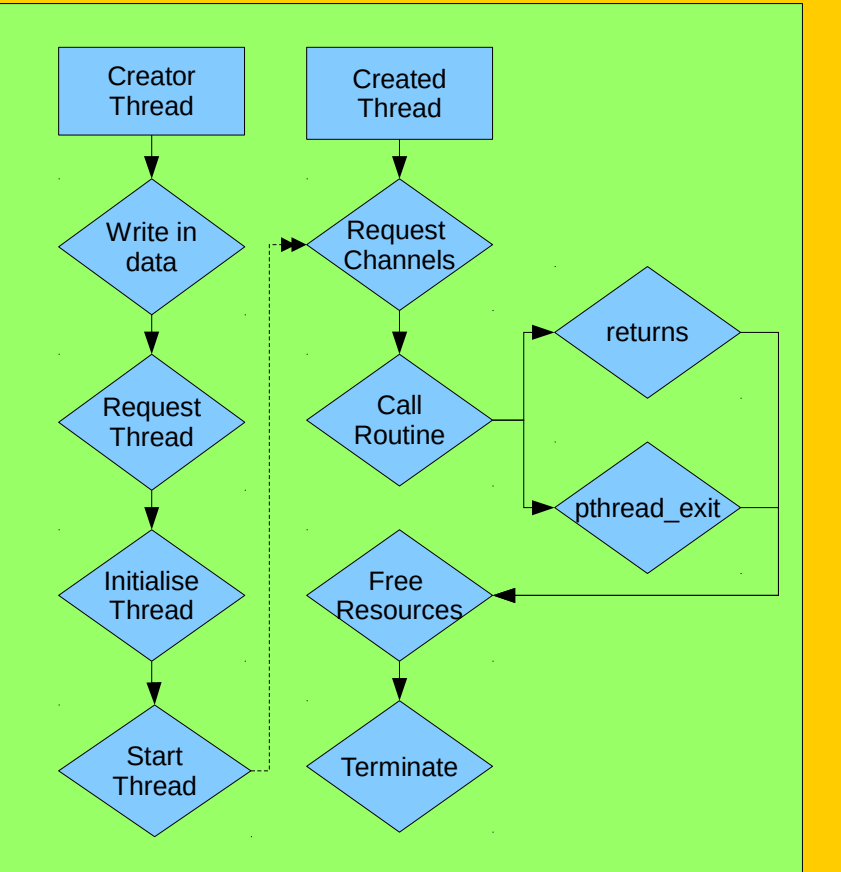 Creator
Thread
Write in
data
Request
Thread
Initialise
Thread
Start
Thread
Created
Thread
Request
Channels
Call
Routine
returns
pthread_exit
Free
Resources
Terminate